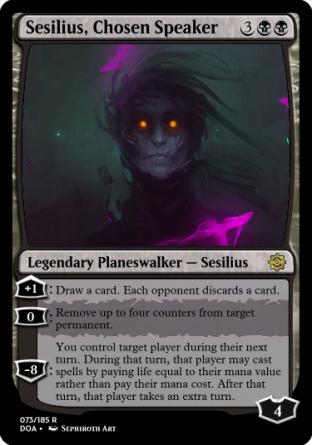 Sesilius, Chosen Speaker 3
Legendary Planeswalker — Sesilius
+1: Draw a card. Each opponent discards a card.
0: Remove up to four counters from target
permanent.
-8: You control target player during their next
turn. During that turn, that player may cast
spells by paying life equal to their mana value
rather than pay their mana cost. After that
turn, that player takes an extra turn.
4
073/185 R
DOA • Sephiroth Art